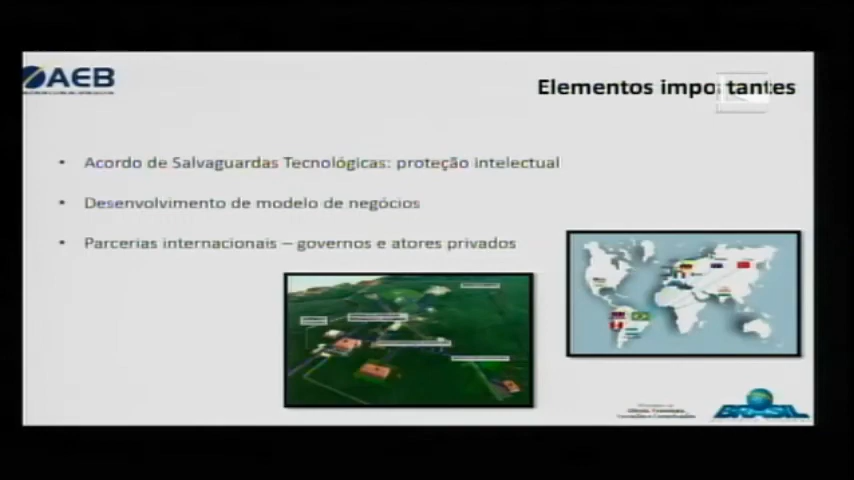 AEB
Elementos importantes
• Acordo de Salvaguardas Tecnológicas: proteção intelectual
• Desenvolvimento de modelo de negócios
• Parcerias internacionais – governos e atores privados
BRASIL